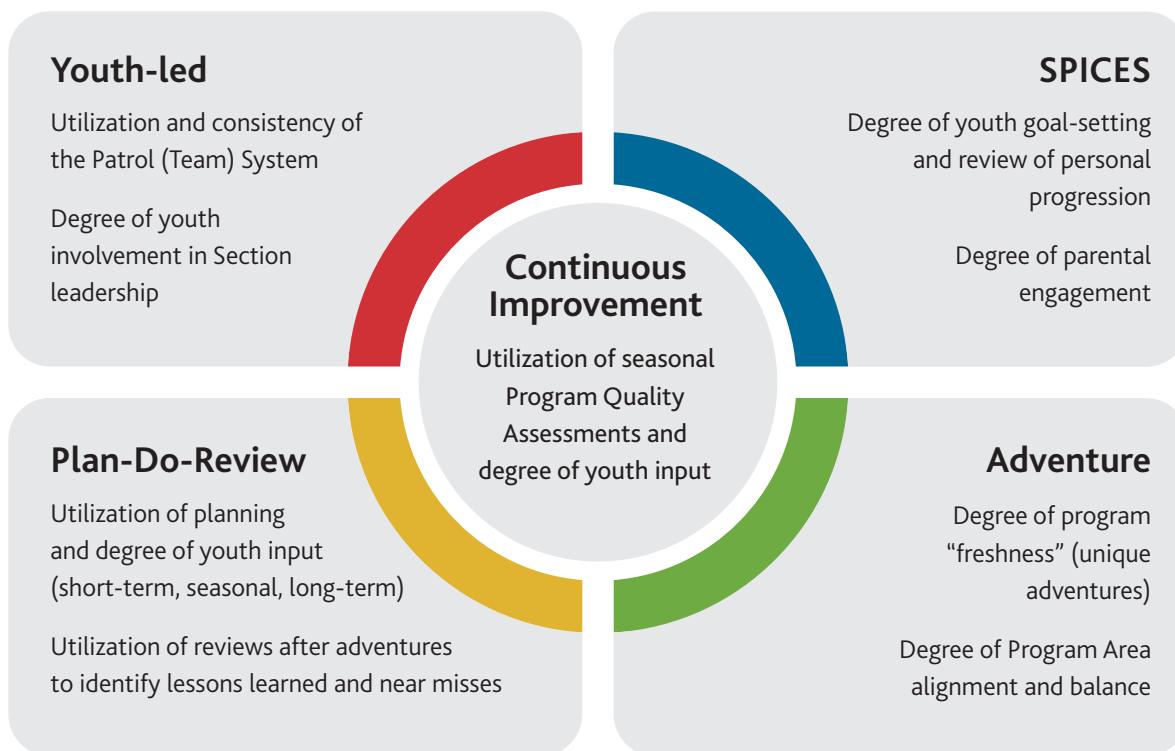 Youth-led
Utilization and consistency of
the Patrol (Team) System
Degree of youth
involvement in Section
leadership
SPICES
Degree of youth goal-setting
and review of personal
progression
Degree of parental
engagement
Continuous
Improvement
Utilization of seasonal
Program Quality
Assessments and
degree of youth input
Plan-Do-Review
Utilization of planning
and degree of youth input
(short-term, seasonal, long-term)
Utilization of reviews after adventures
to identify lessons learned and near misses
Adventure
Degree of program
“freshness” (unique
adventures)
Degree of Program Area
alignment and balance